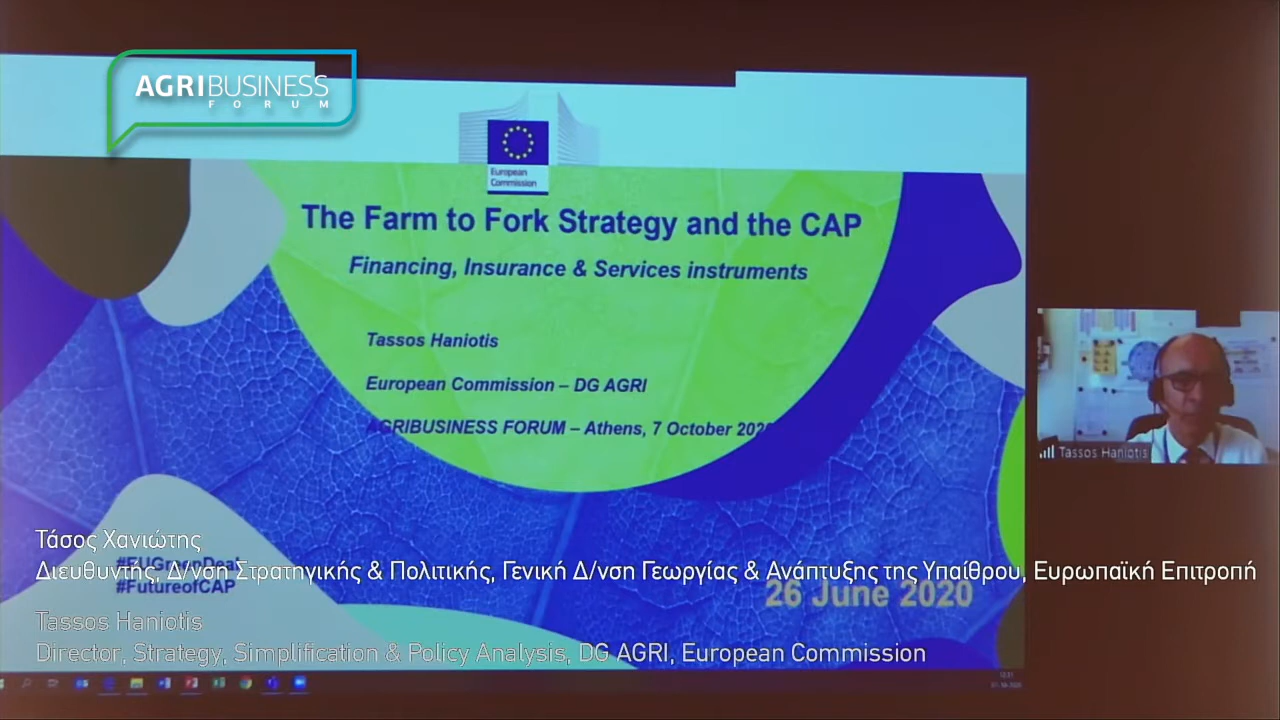 AGRIBUSINESS
FORUM
European
Commission
The Farm to Fork Strategy and the CAP
Financing, Insurance & Services instruments
Tassos Haniotis
European Commission – DG AGRI
AGRIBUSINESS FORUM – Athens, 7 October 2020
Tassos Haniotis
Τάσος Χανιώτης
#EUGreenDeal
Διευθυντής, Δ/νση Στρατηγικής & Πολιτικής, Γενική Δ/νση Γεωργίας & Ανάπτυξης της Υπαίθρου, Ευρωπαϊκή Επιτροπή
#FutureofCAP
26 June 2020
Tassos Haniotis
Director, Strategy, Simplification & Policy Analysis, DG AGRI, European Commission